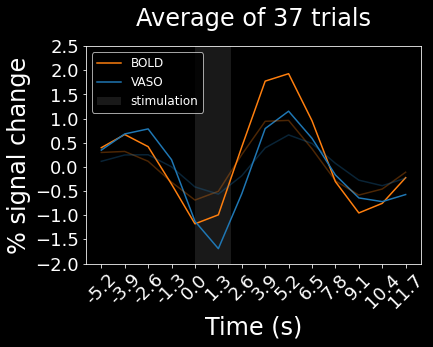 Average of 37 trials
BOLD
VASO
stimulation
% signal change
2.5
2.0
1.5
1.0
0.5
0.0
−0.5
−1.0
−1.5
−2.0
-5.2 -3.9 -2.6 -1.3 0.0 1.3 2.6 3.9 5.2 6.5 7.8 9.1 10.4 11.7
Time (s)